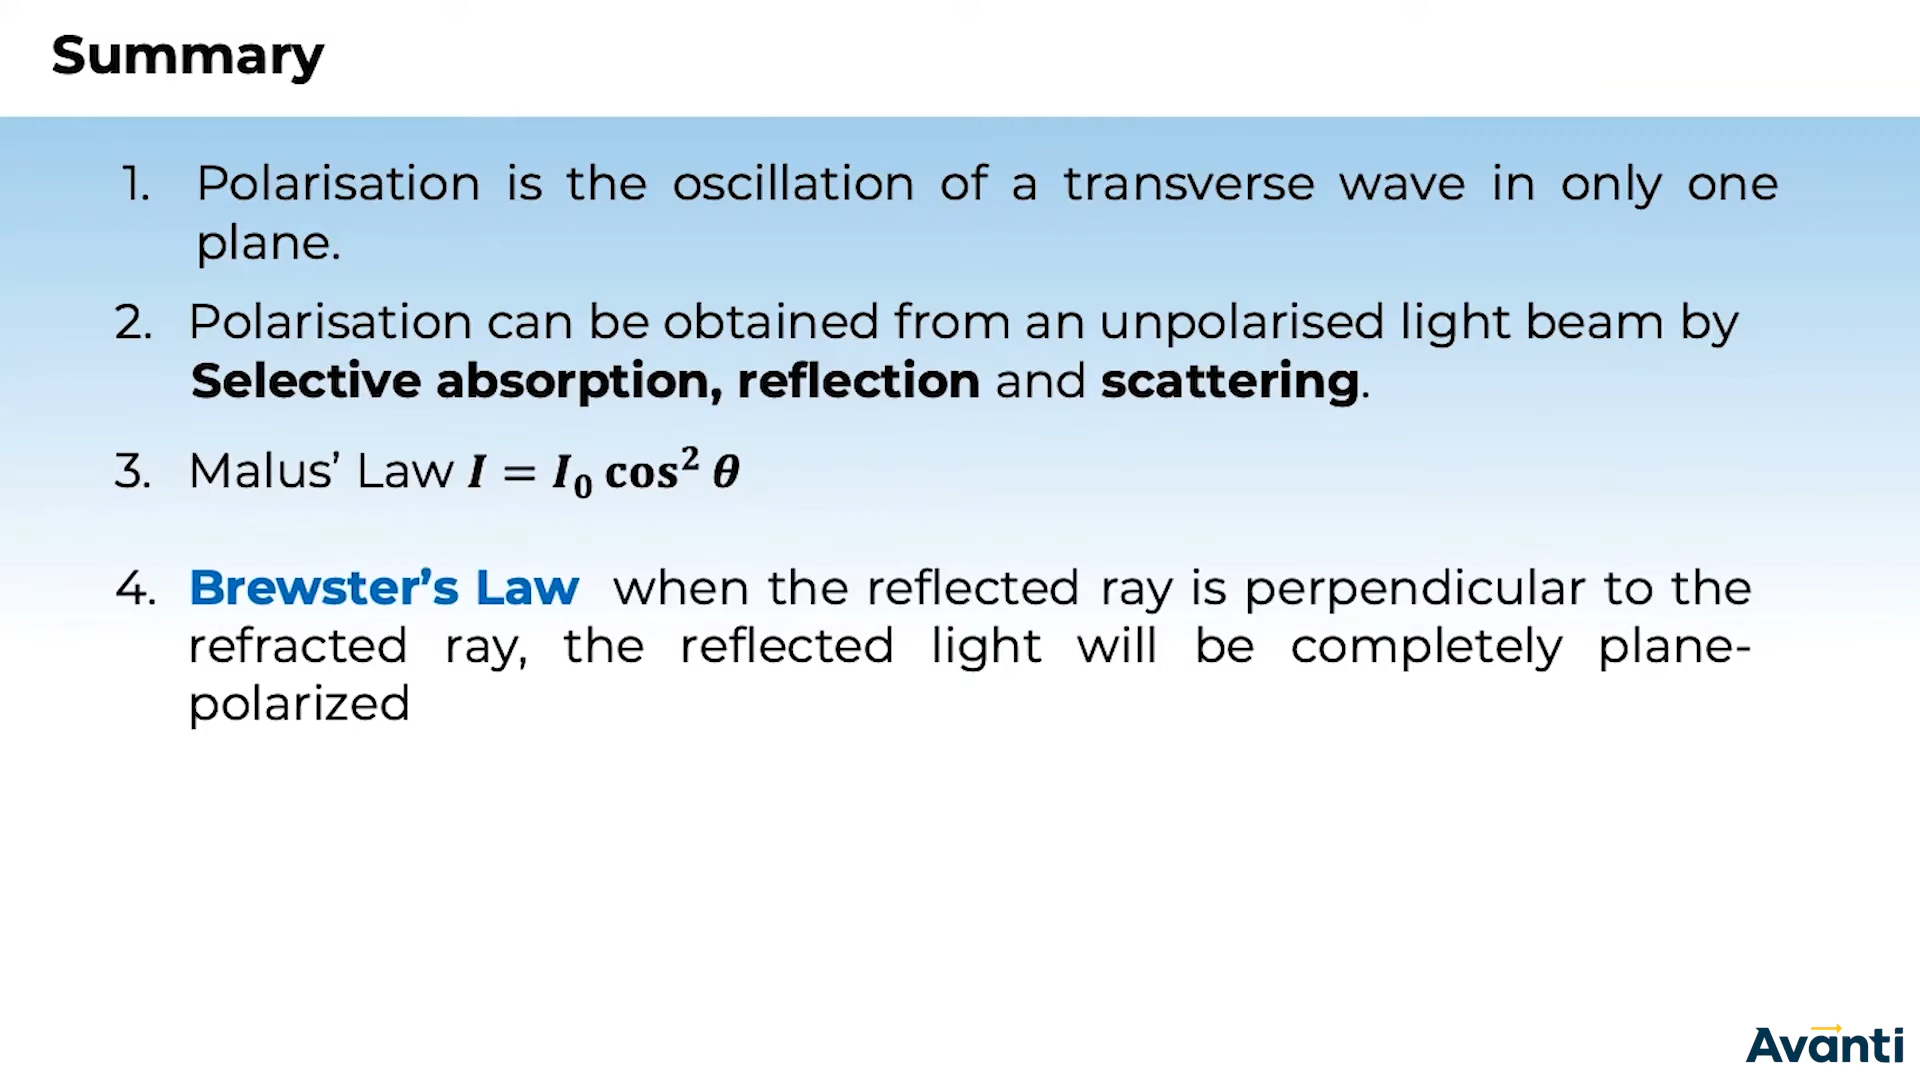 Summary
1. Polarisation is the oscillation of a transverse wave in only one
plane.
2. Polarisation can be obtained from an unpolarised light beam by
Selective absorption, reflection and scattering.
3. Malus’ Law I = I₀ cos² θ
4. Brewster’s Law when the reflected ray is perpendicular to the
refracted ray, the reflected light will be completely plane-
polarized
Avanti